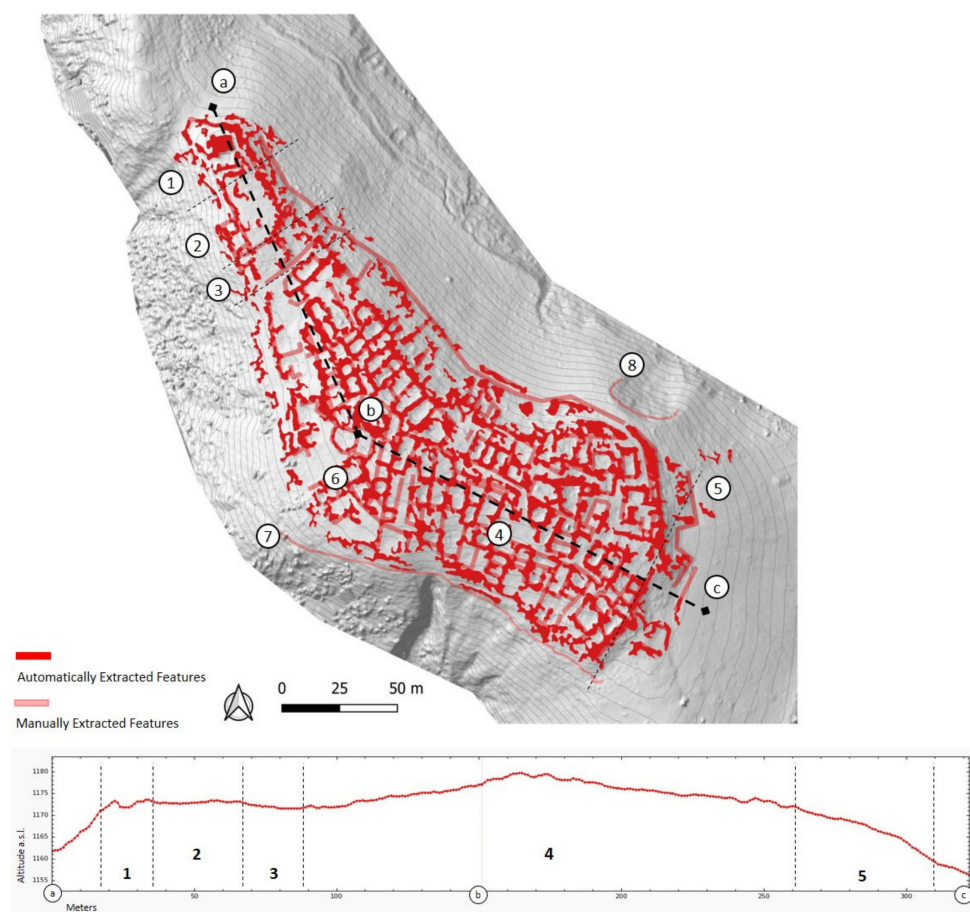 a
1
2
3
b
8
5
6
4
7
c
Automatically Extracted Features
Manually Extracted Features
0 25 50 m
Altitude a.s.l.
1180
1175
1170
1165
1160
1155
1 2 3 4 5
a 50 100 b 200 250 300 c
Meters